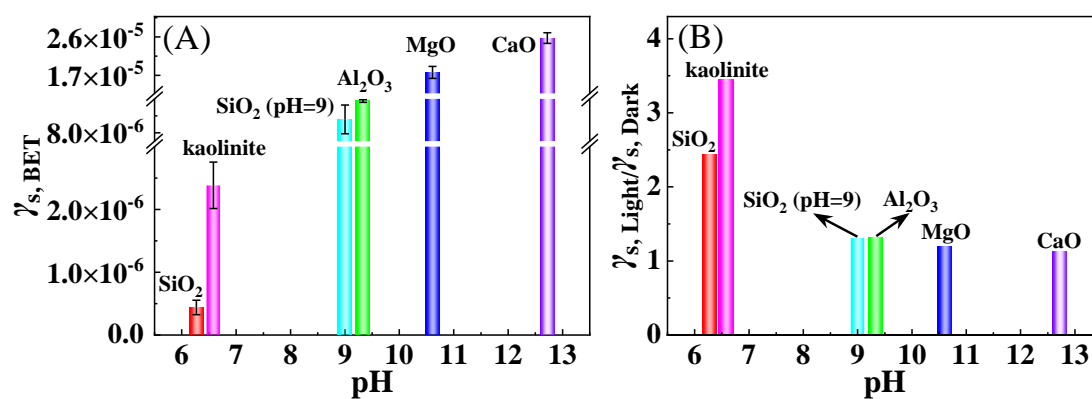 (A)
2.6×10⁻⁵
1.7×10⁻⁵
8.0×10⁻⁶
2.0×10⁻⁶
1.0×10⁻⁶
0.0
γs, BET
SiO₂
kaolinite
SiO₂ (pH=9)
Al₂O₃
MgO
CaO
6 7 8 9 10 11 12 13
pH
(B)
4
3
2
1
0
γs, Light/γs, Dark
SiO₂
kaolinite
SiO₂ (pH=9)
Al₂O₃
MgO
CaO
6 7 8 9 10 11 12 13
pH